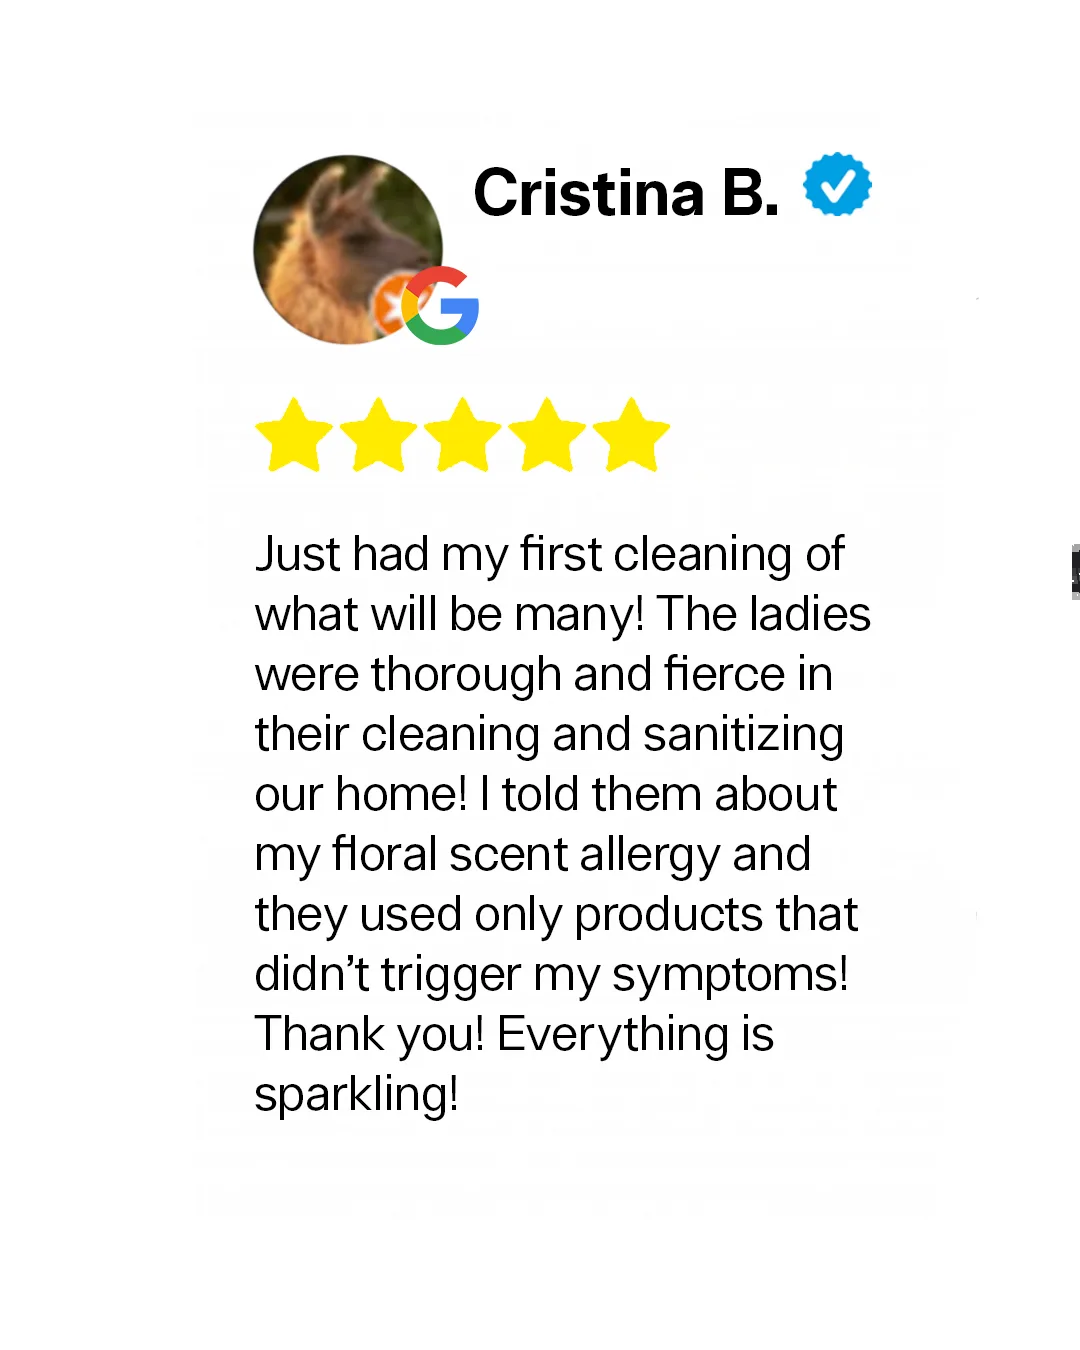 Cristina B.
Just had my first cleaning of
what will be many! The ladies
were thorough and fierce in
their cleaning and sanitizing
our home! I told them about
my floral scent allergy and
they used only products that
didn’t trigger my symptoms!
Thank you! Everything is
sparkling!